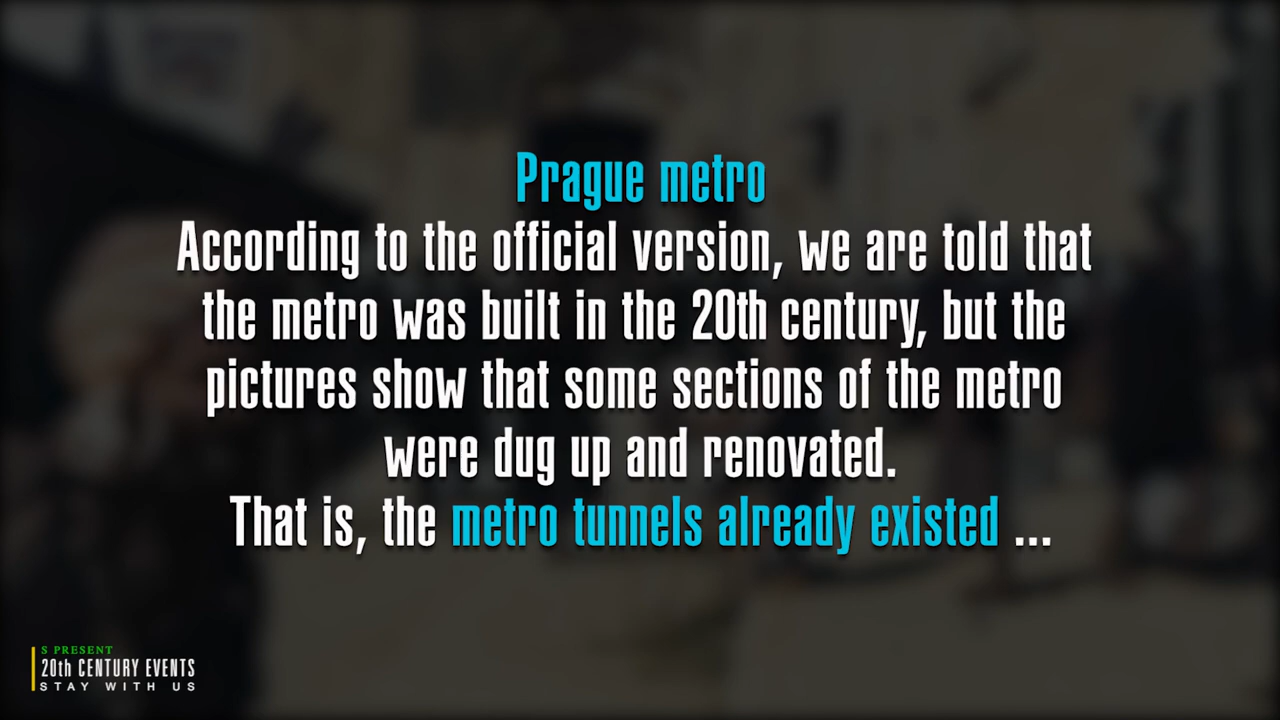 Prague metro
According to the official version, we are told that
the metro was built in the 20th century, but the
pictures show that some sections of the metro
were dug up and renovated.
That is, the metro tunnels already existed ...
S PRESENT
20th CENTURY EVENTS
STAY WITH US